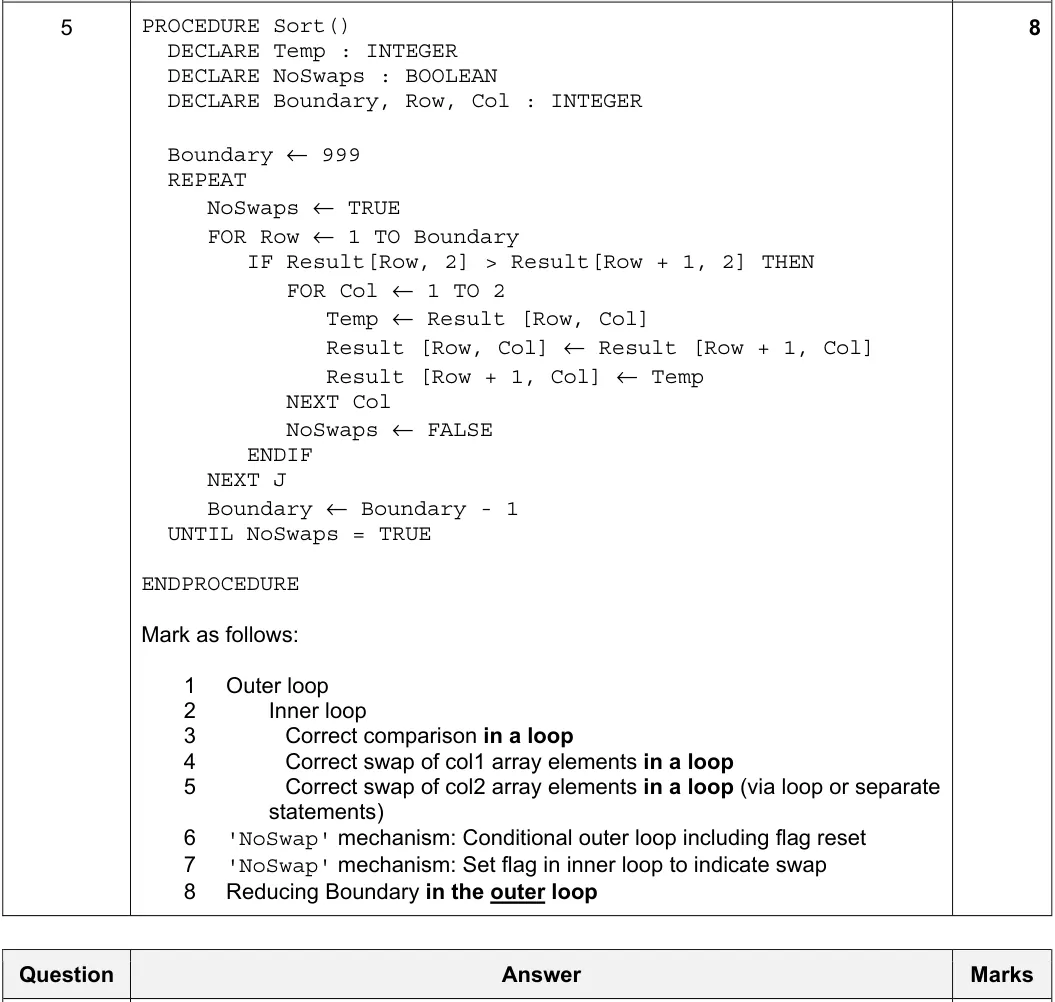 5
PROCEDURE Sort()
DECLARE Temp : INTEGER
DECLARE NoSwaps : BOOLEAN
DECLARE Boundary, Row, Col : INTEGER
Boundary ← 999
REPEAT
NoSwaps ← TRUE
FOR Row ← 1 TO Boundary
IF Result[Row, 2] > Result[Row + 1, 2] THEN
FOR Col ← 1 TO 2
Temp ← Result [Row, Col]
Result [Row, Col] ← Result [Row + 1, Col]
Result [Row + 1, Col] ← Temp
NEXT Col
NoSwaps ← FALSE
ENDIF
NEXT J
Boundary ← Boundary - 1
UNTIL NoSwaps = TRUE
ENDPROCEDURE
Mark as follows:
1 Outer loop
2 Inner loop
3 Correct comparison in a loop
4 Correct swap of col1 array elements in a loop
5 Correct swap of col2 array elements in a loop (via loop or separate
statements)
6 'NoSwap' mechanism: Conditional outer loop including flag reset
7 'NoSwap' mechanism: Set flag in inner loop to indicate swap
8 Reducing Boundary in the outer loop
8
Question Answer Marks